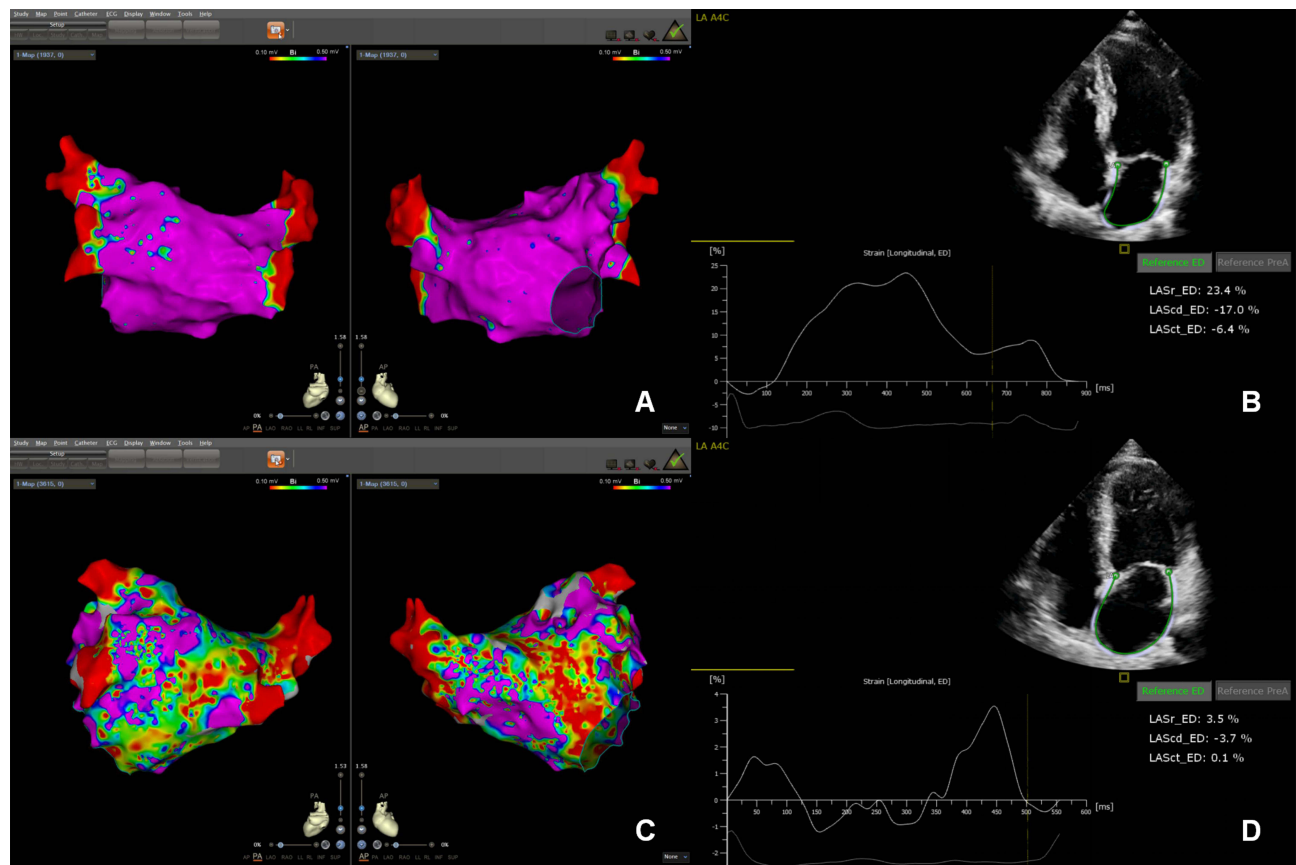 Study Map Point Catheter ECG Display Window Tools Help
Setup
1-Map (1937, 0)
0.10 mV Bi 0.50 mV
1-Map (1937, 0)
0.10 mV Bi 0.50 mV
1.58
1.58
PA
AP
0%
0%
AP PA LAO RAO LL RL INF SUP
AP PA LAO RAO LL RL INF SUP
None
A
LA A4C
[%]
Strain [Longitudinal, ED]
25
20
15
10
5
0
-5
-10
100 200 300 400 500 600 700 800 900
[ms]
Reference ED Reference PreA
LASr_ED: 23.4 %
LAScd_ED: -17.0 %
LASct_ED: -6.4 %
B
Study Map Point Catheter ECG Display Window Tools Help
Setup
1-Map (3815, 0)
0.10 mV Bi 0.50 mV
1-Map (3815, 0)
0.10 mV Bi 0.50 mV
1.53
1.58
PA
AP
0%
0%
AP PA LAO RAO LL RL INF SUP
AP PA LAO RAO LL RL INF SUP
None
C
LA A4C
[%]
Strain [Longitudinal, ED]
4
3
2
1
0
-1
-2
50 100 150 200 250 300 350 400 450 500 550
[ms]
Reference ED Reference PreA
LASr_ED: 3.5 %
LAScd_ED: -3.7 %
LASct_ED: 0.1 %
D